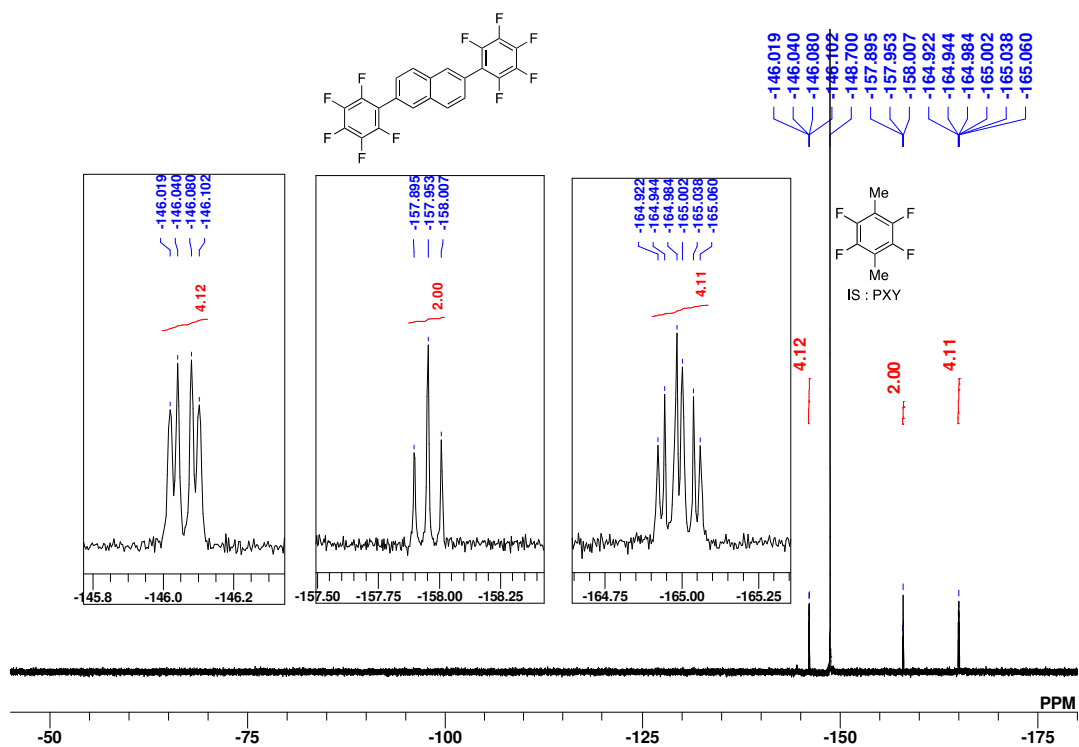 F
F
F
F
F
F
F
F
F
F
-146.019
-146.040
-146.080
-146.102
-148.700
-157.895
-157.953
-158.007
-164.922
-164.944
-164.984
-165.002
-165.038
-165.060
-146.019
-146.040
-146.080
-146.102
4.12
-145.8 -146.0 -146.2
-157.895
-157.953
-158.007
2.00
-157.50 -157.75 -158.00 -158.25
-164.922
-164.944
-164.984
-165.002
-165.038
-165.060
4.11
-164.75 -165.00 -165.25
Me
F F
F F
Me
IS : PXY
4.12
2.00
4.11
PPM
-50 -75 -100 -125 -150 -175